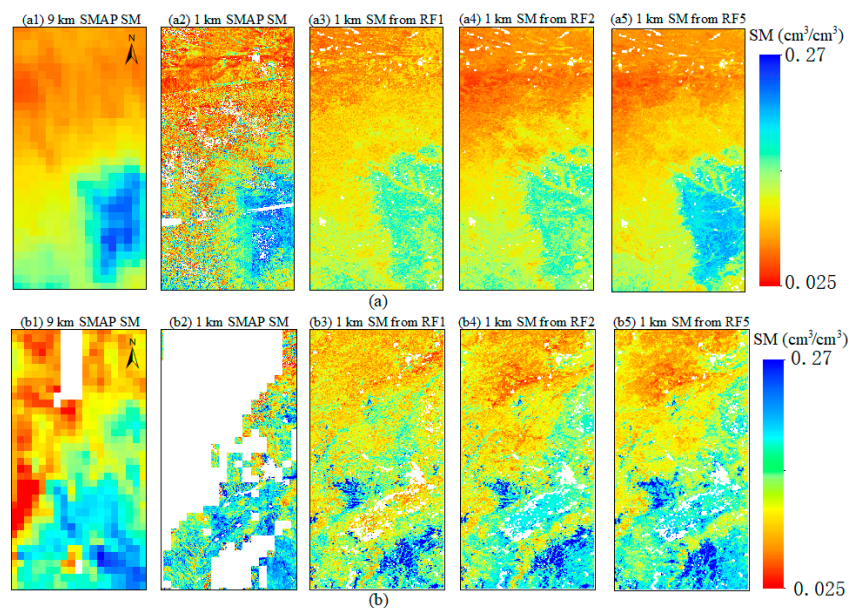 (a1) 9 km SMAP SM (a2) 1 km SMAP SM (a3) 1 km SM from RF1 (a4) 1 km SM from RF2 (a5) 1 km SM from RF5
SM (cm³/cm³)
N
0.27
0.025
(a)
(b1) 9 km SMAP SM (b2) 1 km SMAP SM (b3) 1 km SM from RF1 (b4) 1 km SM from RF2 (b5) 1 km SM from RF5
SM (cm³/cm³)
N
0.27
0.025
(b)